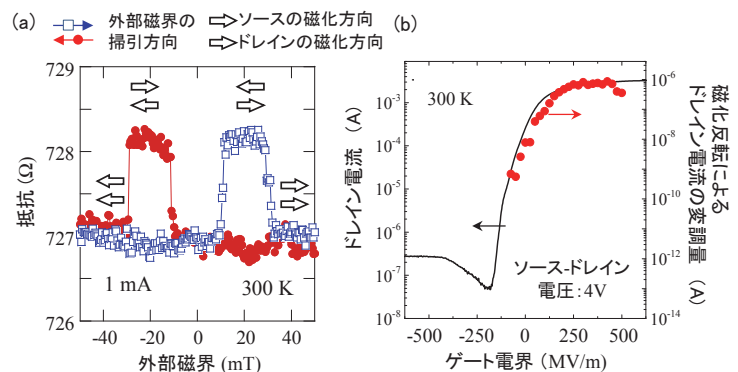 (a)
外部磁界の
掃引方向
ソースの磁化方向
ドレインの磁化方向
729
728
727
726
抵抗 (Ω)
1 mA
300 K
-40
-20
0
20
40
外部磁界 (mT)
(b)
300 K
10-3
10-4
10-5
10-6
10-7
ドレイン電流 (A)
10-6
10-8
10-10
10-12
10-14
磁化反転による
ドレイン電流の変調量 (A)
ソース-ドレイン
電圧:4V
-500
-250
0
250
500
ゲート電界 (MV/m)